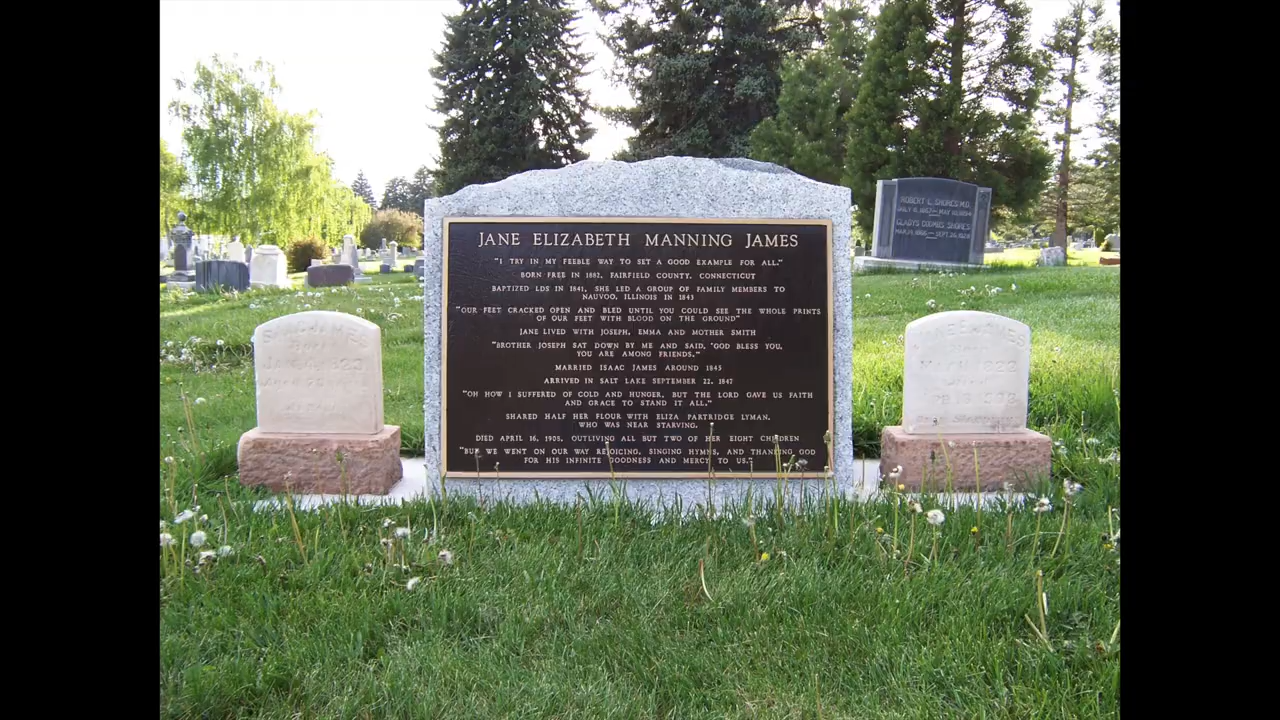 JANE ELIZABETH MANNING JAMES
"I TRY IN MY FEEBLE WAY TO SET A GOOD EXAMPLE FOR ALL."
BORN FREE IN 1882, FAIRFIELD COUNTY, CONNECTICUT
BAPTIZED LDS IN 1841, SHE LED A GROUP OF FAMILY MEMBERS TO
NAUVOO, ILLINOIS IN 1843
"OUR FEET CRACKED OPEN AND BLED UNTIL YOU COULD SEE THE WHOLE PRINTS
OF OUR FEET WITH BLOOD ON THE GROUND"
JANE LIVED WITH JOSEPH, EMMA AND MOTHER SMITH
"BROTHER JOSEPH SAT DOWN BY ME AND SAID, "GOD BLESS YOU.
YOU ARE AMONG FRIENDS."
MARRIED ISAAC JAMES AROUND 1845
ARRIVED IN SALT LAKE SEPTEMBER 22, 1847
"OH HOW I SUFFERED OF COLD AND HUNGER, BUT THE LORD GAVE US FAITH
AND GRACE TO STAND IT ALL."
SHARED HALF HER FLOUR WITH ELIZA PARTRIDGE LYMAN,
WHO WAS NEAR STARVING.
DIED APRIL 16, 1908, OUTLIVING ALL BUT TWO OF HER EIGHT CHILDREN
"BUT WE WENT ON OUR WAY REJOICING, SINGING HYMNS, AND THANKING GOD
FOR HIS INFINITE GOODNESS AND MERCY TO US."
ROBERT L. SHORES M.D.
GLADYS COOMBS SHORES